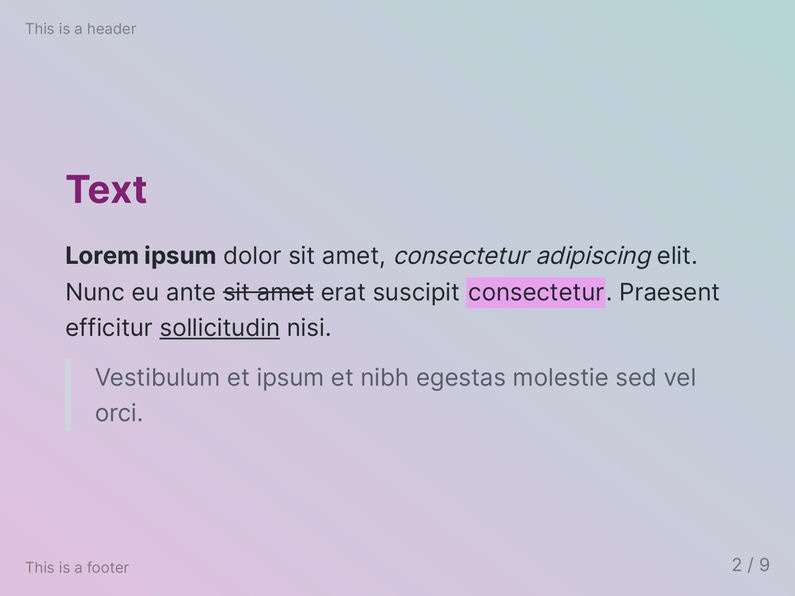 This is a header
Text
Lorem ipsum dolor sit amet, consectetur adipiscing elit.
Nunc eu ante sit amet erat suscipit consectetur. Praesent
efficitur sollicitudin nisi.
Vestibulum et ipsum et nibh egestas molestie sed vel
orci.
This is a footer
2 / 9